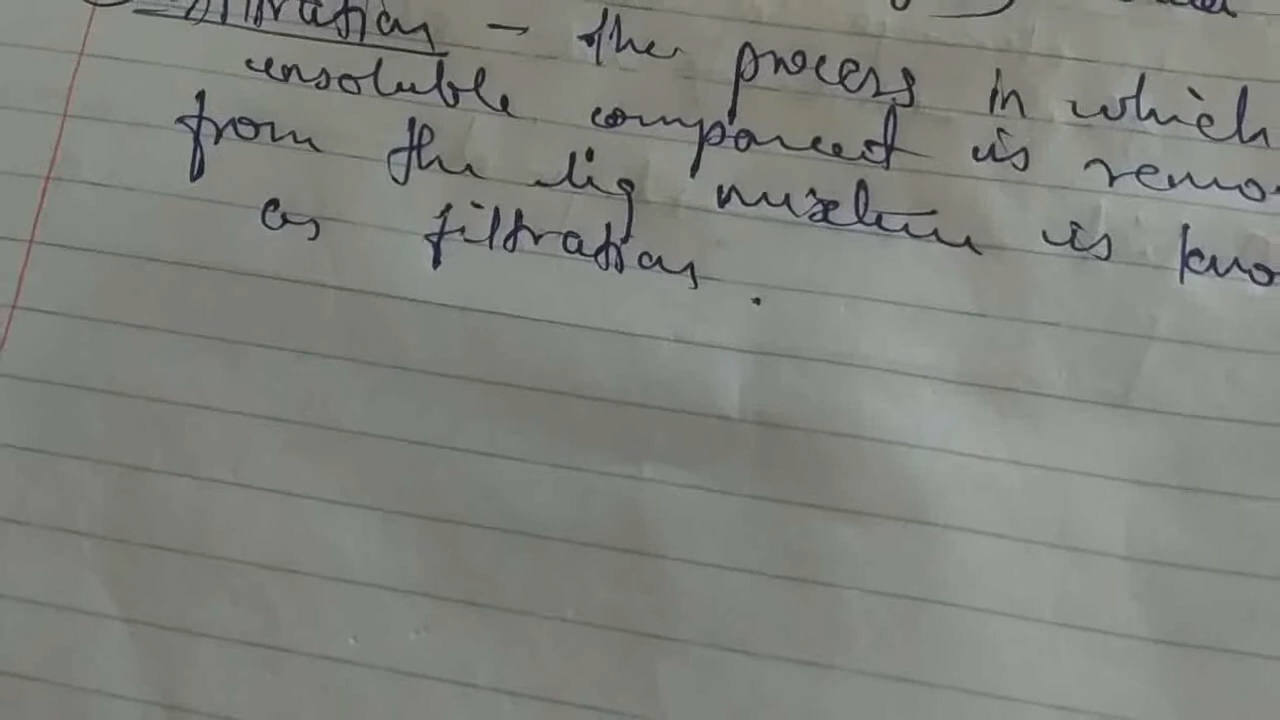 Filtration - the process in which
insoluble component is remo
from the liq mixture is kno
as filtration.